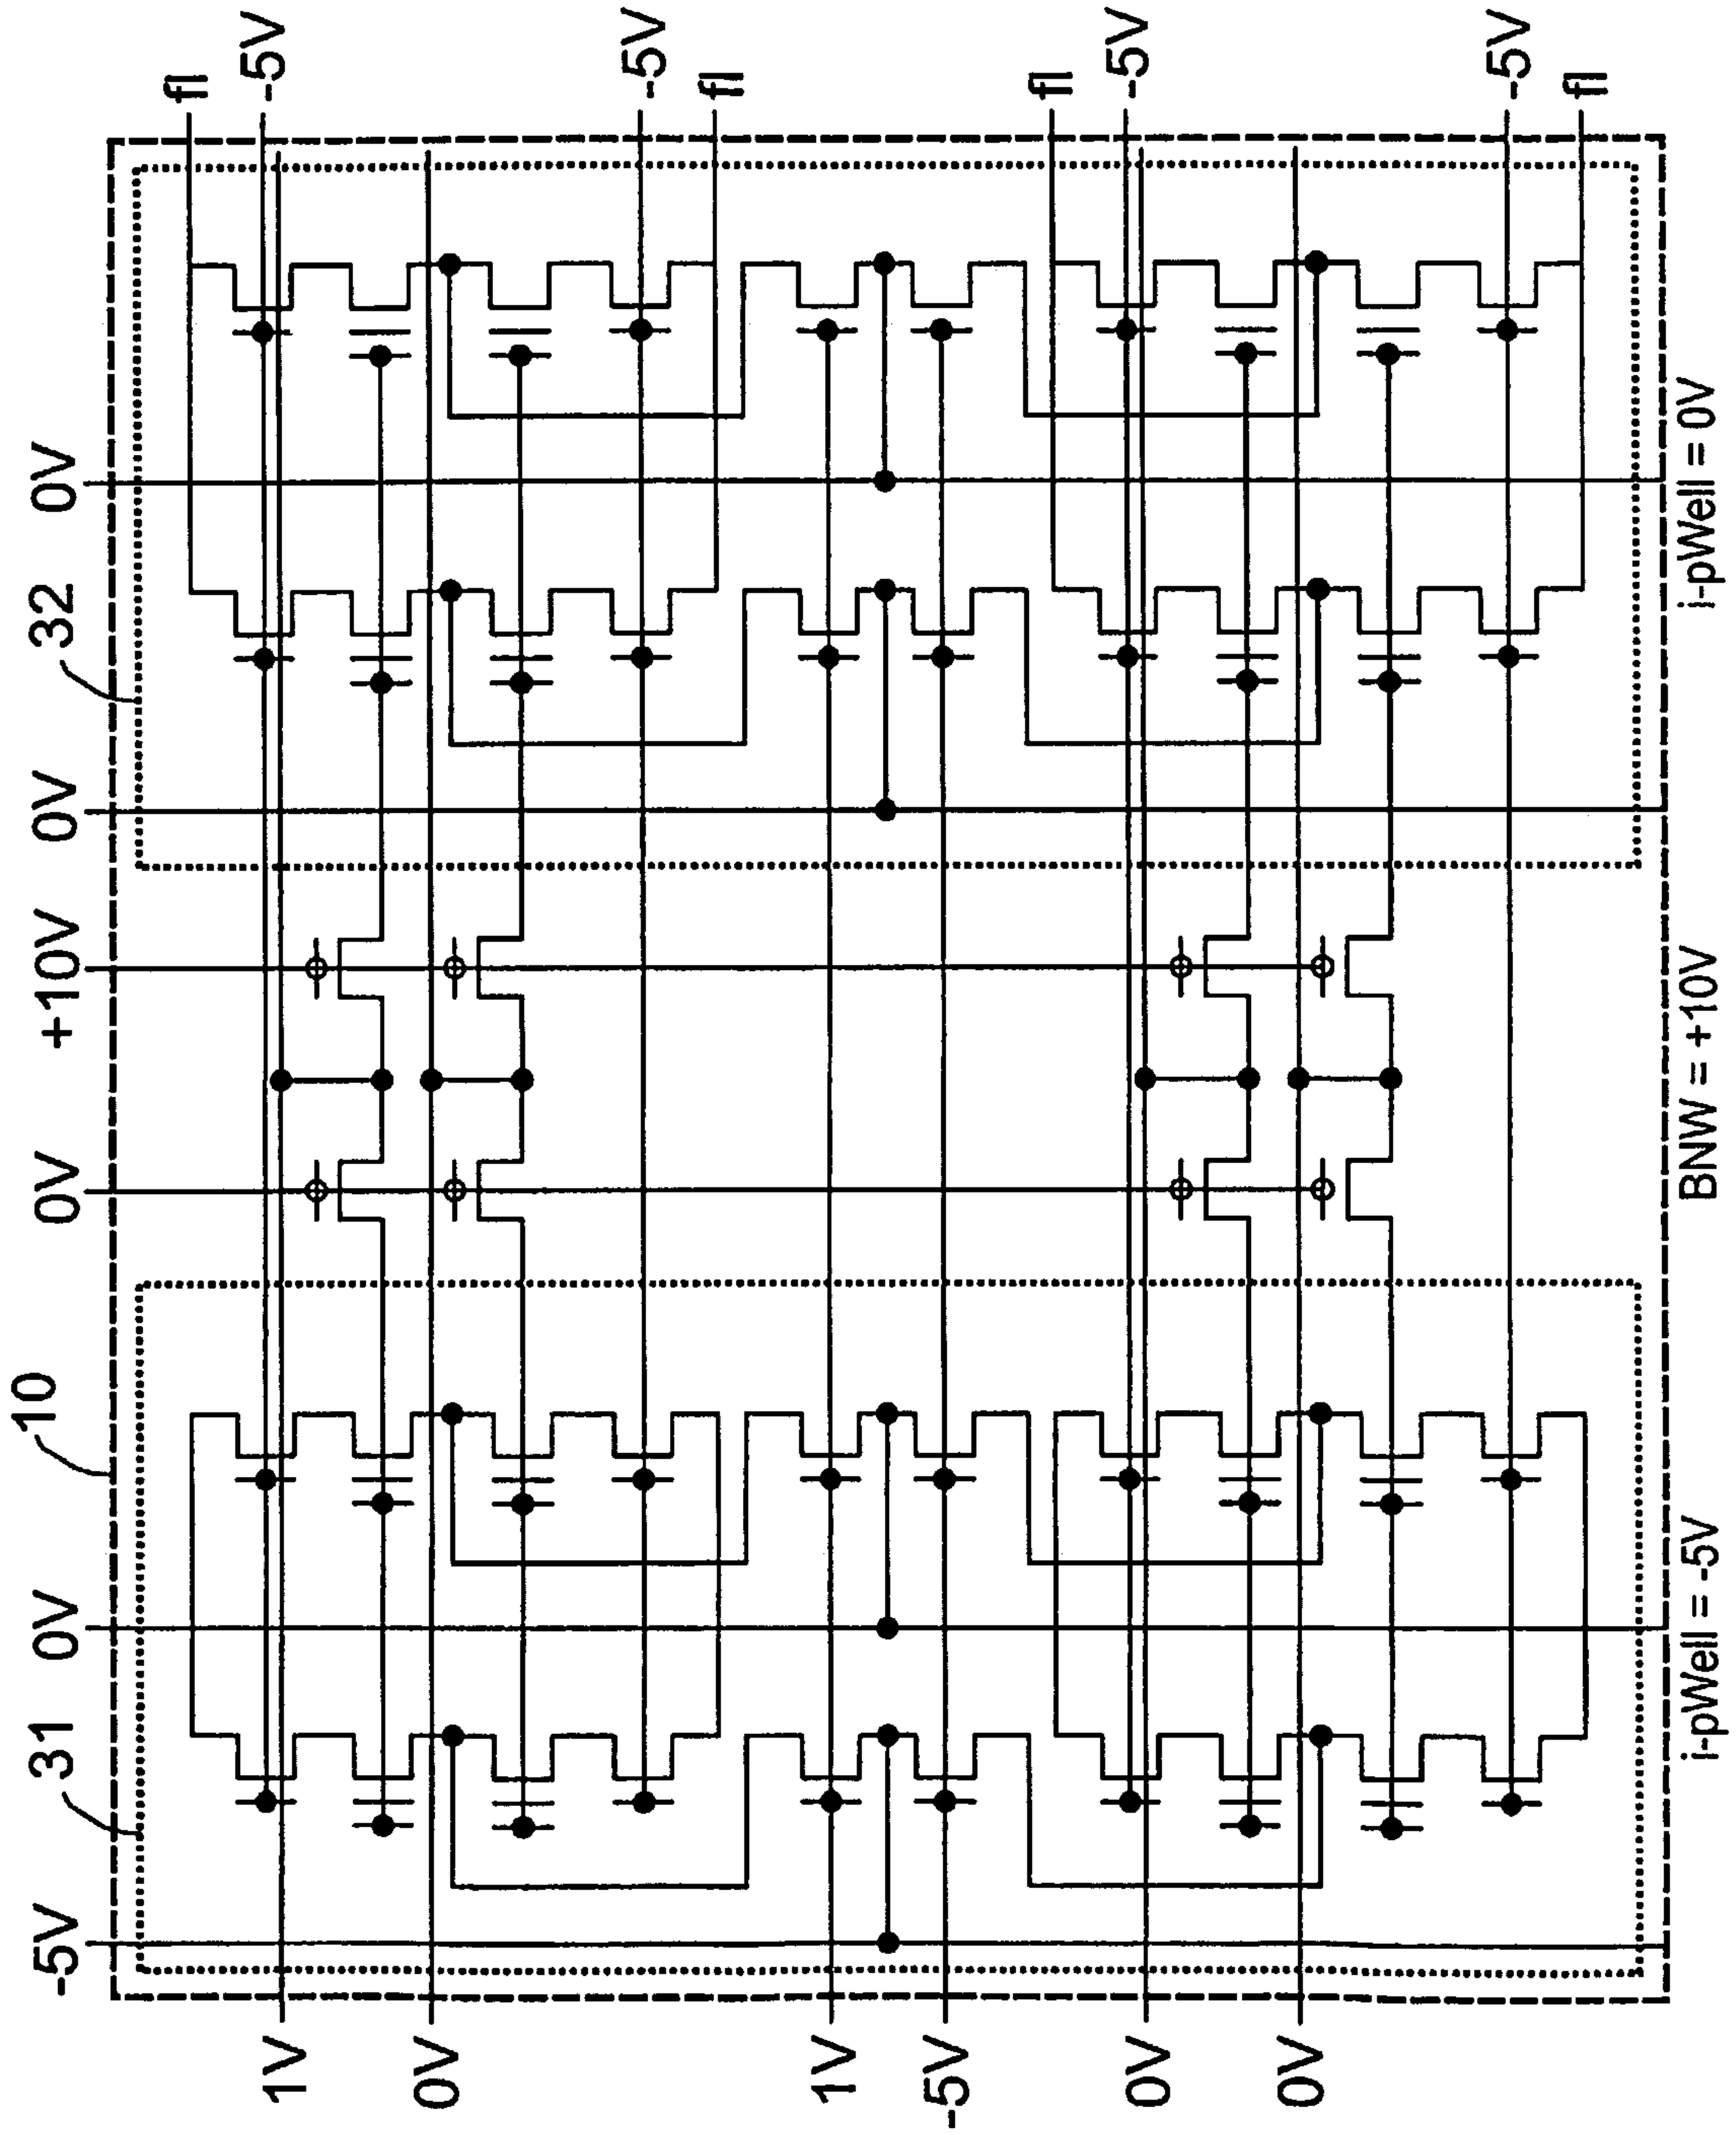 -5V
31
0V
10
0V
+10V
0V
32
0V
fl
-5V
1V
0V
-5V
fl
1V
-5V
fl
-5V
0V
0V
-5V
fl
i-pWell = -5V
BNW = +10V
i-pWell = 0V